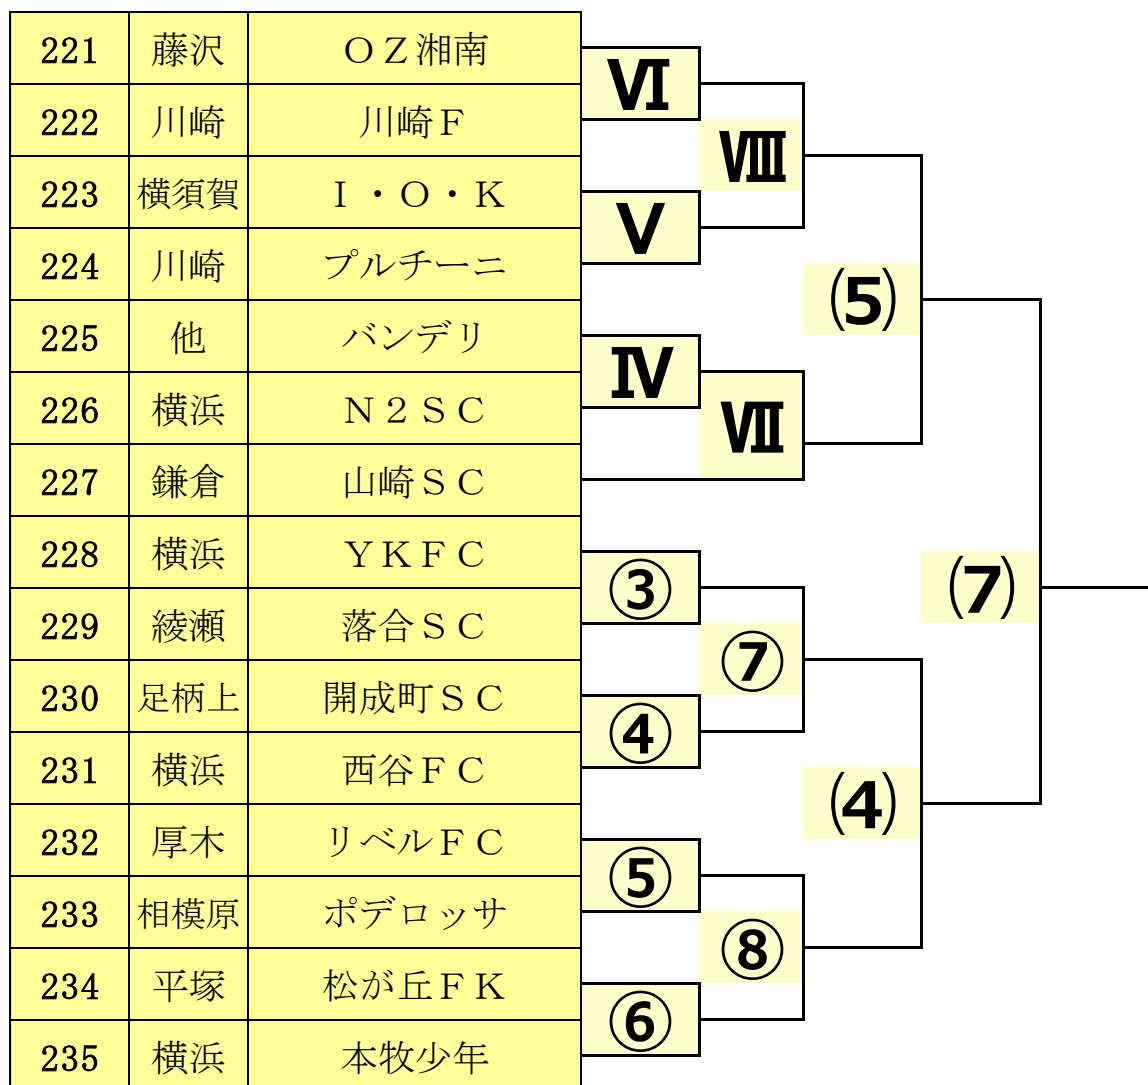 221 藤沢 ＯＺ湘南
222 川崎 川崎Ｆ
223 横須賀 Ｉ・Ｏ・Ｋ
224 川崎 プルチーニ
225 他 バンデリ
226 横浜 Ｎ２ＳＣ
227 鎌倉 山崎ＳＣ
228 横浜 ＹＫＦＣ
229 綾瀬 落合ＳＣ
230 足柄上 開成町ＳＣ
231 横浜 西谷ＦＣ
232 厚木 リベルＦＣ
233 相模原 ポデロッサ
234 平塚 松が丘ＦＫ
235 横浜 本牧少年
Ⅵ
Ⅴ
Ⅳ
③
④
⑤
⑥
Ⅷ
Ⅶ
⑦
⑧
⑸
⑷
⑺